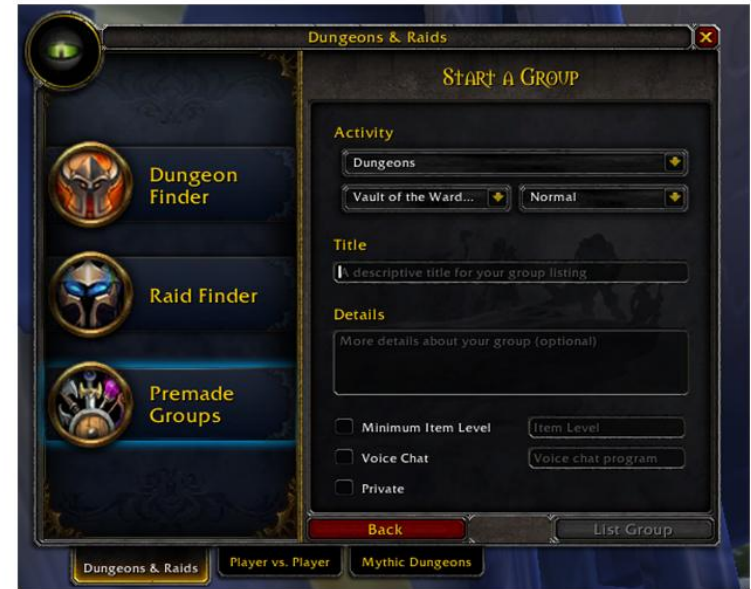 Dungeons & Raids
Start a Group
Dungeon
Finder
Raid Finder
Premade
Groups
Activity
Dungeons
Vault of the Ward... Normal
Title
A descriptive title for your group listing
Details
More details about your group (optional)
Minimum Item Level Item Level
Voice Chat Voice chat program
Private
Back List Group
Dungeons & Raids Player vs. Player Mythic Dungeons